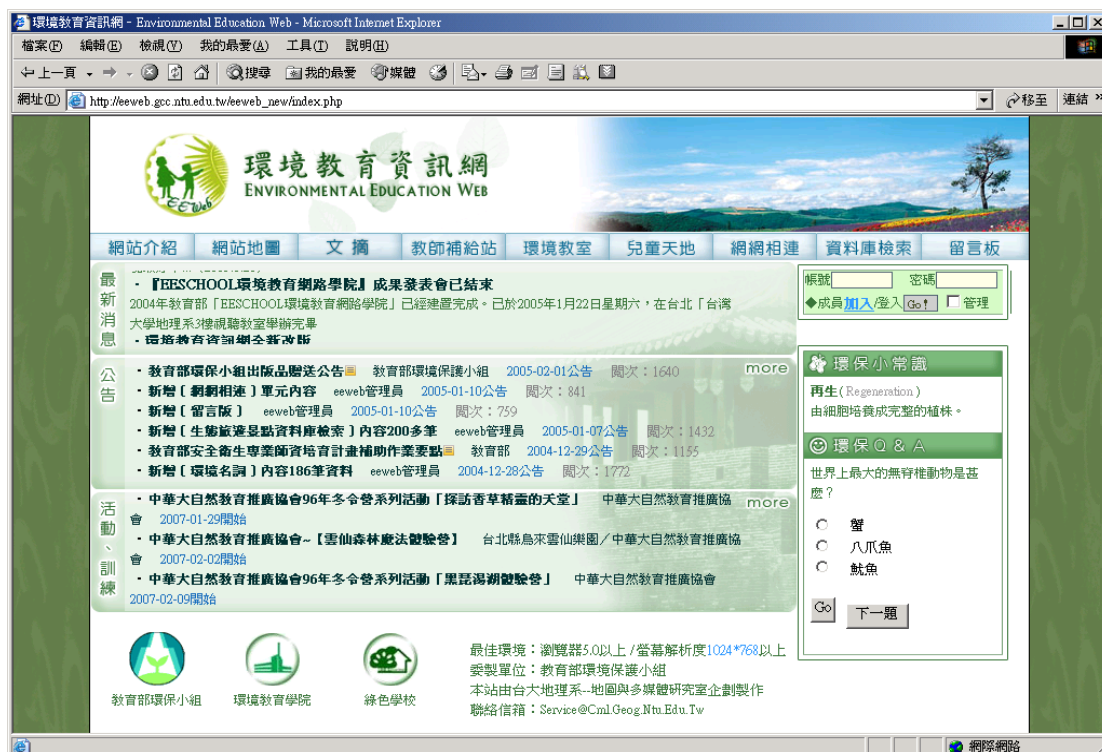 環境教育資訊網 - Environmental Education Web - Microsoft Internet Explorer
檔案(F) 編輯(E) 檢視(V) 我的最愛(A) 工具(T) 說明(H)
上一頁 搜尋 我的最愛 媒體
網址(D) http://eeweb.gcc.ntu.edu.tw/eeweb_new/index.php 移至 連結 »
環境教育資訊網
ENVIRONMENTAL EDUCATION WEB
EEWeb
網站介紹 網站地圖 文摘 教師補給站 環境教室 兒童天地 網網相連 資料庫檢索 留言板
最新消息
・『EESCHOOL環境教育網路學院』成果發表會已結束
2004年教育部「EESCHOOL環境教育網路學院」已經建置完成。已於2005年1月22日星期六,在台北「台灣
大學地理系3樓視聽教室舉辦完畢
・環境教育資訊網全新改版
公告
more
・教育部環保小組出版品贈送公告 教育部環境保護小組 2005-02-01公告 閱次:1640
・新增〔網網相連〕單元內容 eeweb管理員 2005-01-10公告 閱次:841
・新增〔留言版〕 eeweb管理員 2005-01-10公告 閱次:759
・新增〔生態旅遊景點資料庫檢索〕內容200多筆 eeweb管理員 2005-01-07公告 閱次:1432
・教育部安全衛生專業師資培育計畫補助作業要點 教育部 2004-12-29公告 閱次:1155
・新增〔環境名詞〕內容186筆資料 eeweb管理員 2004-12-28公告 閱次:1772
活動、訓練
more
・中華大自然教育推廣協會96年冬令營系列活動「探訪香草精靈的天堂」 中華大自然教育推廣協
會 2007-01-29開始
・中華大自然教育推廣協會~【雲仙森林魔法體驗營】 台北縣烏來雲仙樂園/中華大自然教育推廣協
會 2007-02-02開始
・中華大自然教育推廣協會96年冬令營系列活動「黑琵潟湖體驗營」 中華大自然教育推廣協會
2007-02-09開始
帳號 密碼
◆成員加入/登入 Go! 管理
環保小常識
再生(Regeneration)
由細胞培養成完整的植株。
環保Q & A
世界上最大的無脊椎動物是甚
麼?
蟹
八爪魚
魷魚
Go 下一題
教育部環保小組 環境教育學院 綠色學校
最佳環境:瀏覽器5.0以上 /螢幕解析度1024*768以上
委製單位:教育部環境保護小組
本站由台大地理系--地圖與多媒體研究室企劃製作
聯絡信箱:Service@Cml.Geog.Ntu.Edu.Tw
網際網路